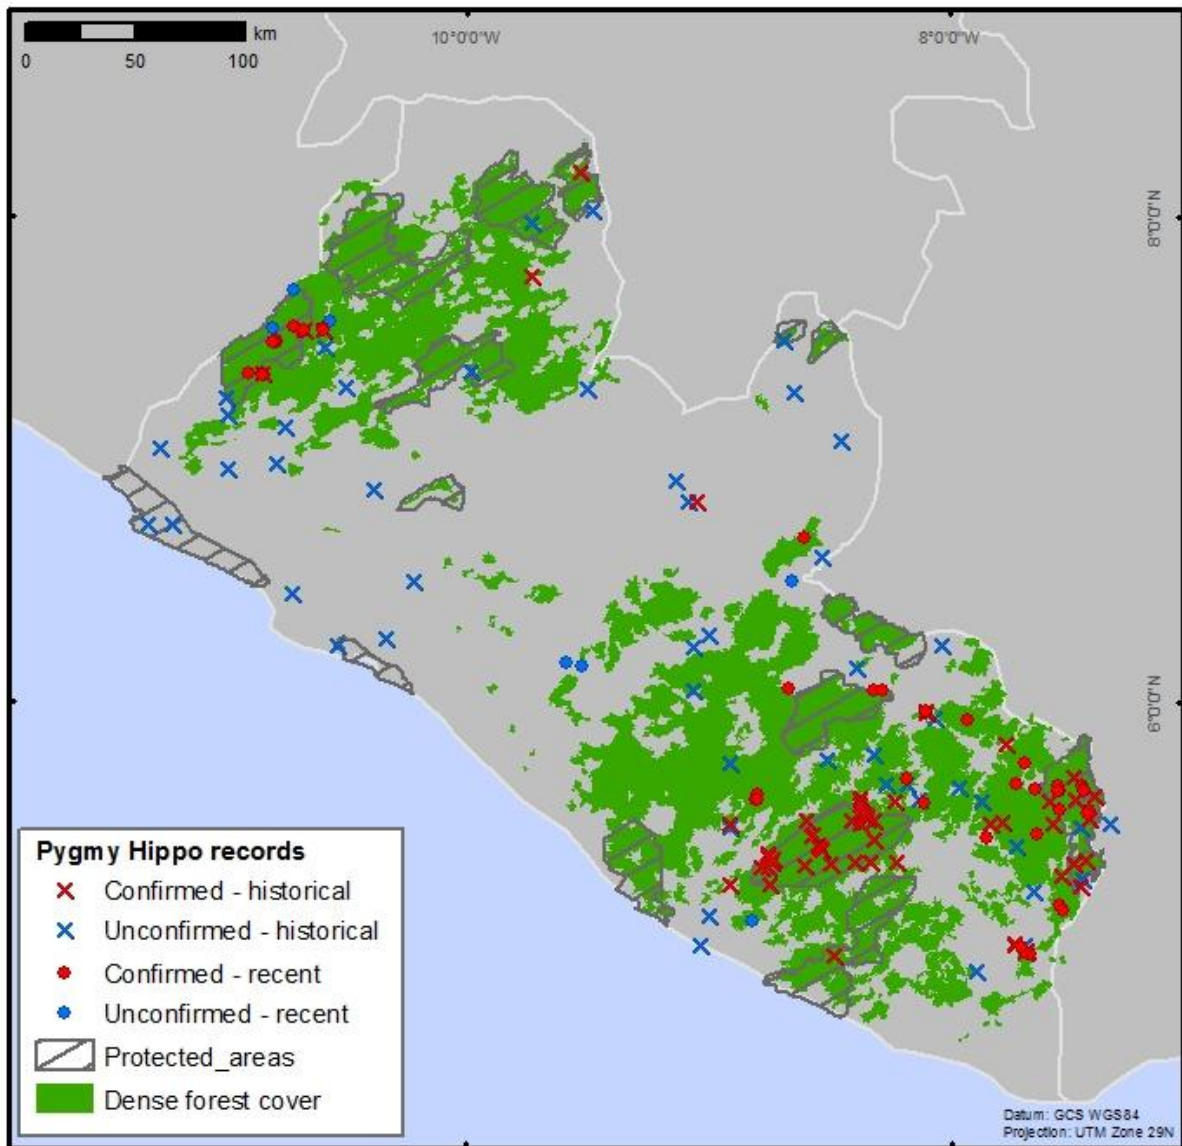 km
0 50 100
10°0'0"W
8°0'0"W
8°0'0"N
6°0'0"N
Pygmy Hippo records
Confirmed - historical
Unconfirmed - historical
Confirmed - recent
Unconfirmed - recent
Protected_areas
Dense forest cover
Datum: GCS WGS84
Projection: UTM Zone 29N